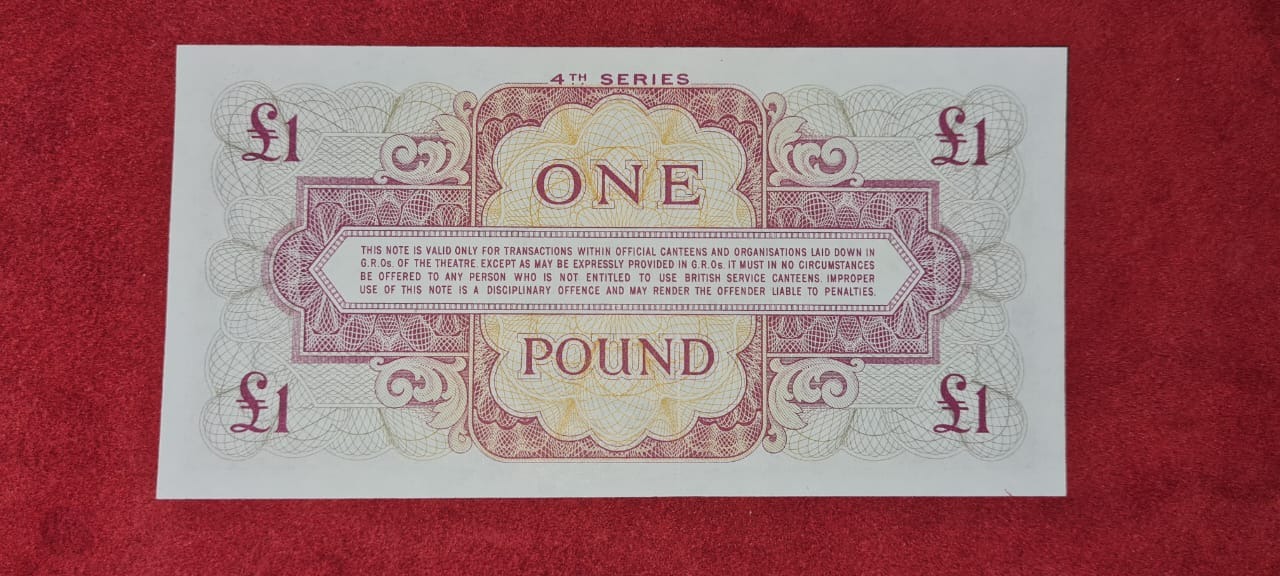 4TH SERIES
£1 £1
ONE
THIS NOTE IS VALID ONLY FOR TRANSACTIONS WITHIN OFFICIAL CANTEENS AND ORGANISATIONS LAID DOWN IN
G.R.Os. OF THE THEATRE EXCEPT AS MAY BE EXPRESSLY PROVIDED IN G.R.Os. IT MUST IN NO CIRCUMSTANCES
BE OFFERED TO ANY PERSON WHO IS NOT ENTITLED TO USE BRITISH SERVICE CANTEENS. IMPROPER
USE OF THIS NOTE IS A DISCIPLINARY OFFENCE AND MAY RENDER THE OFFENDER LIABLE TO PENALTIES.
POUND
£1 £1